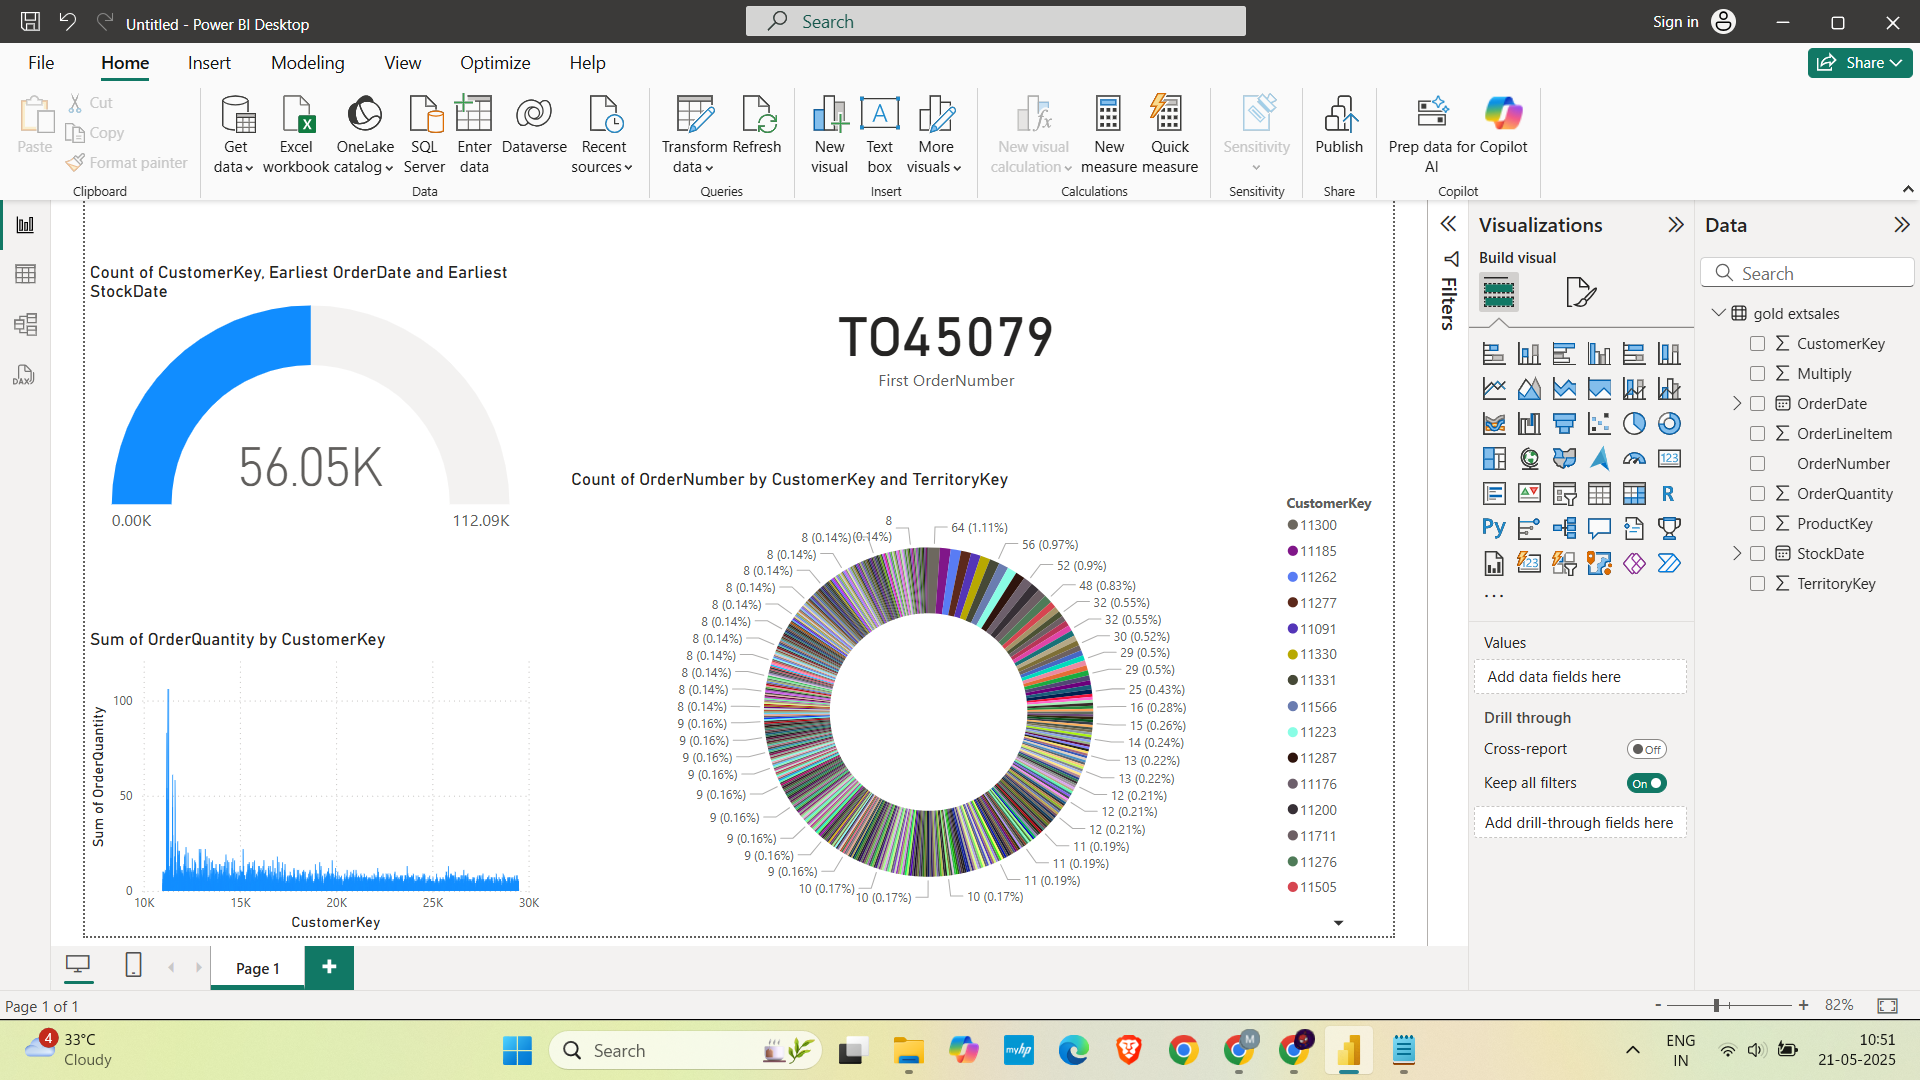 Untitled - Power BI Desktop
Search
Sign in
File
Home
Insert
Modeling
View
Optimize
Help
Share
Paste
Cut
Copy
Format painter
Clipboard
Get data
Excel workbook
OneLake catalog
SQL Server
Enter data
Dataverse
Recent sources
Data
Transform data
Refresh
Queries
New visual
Text box
More visuals
Insert
New visual calculation
New measure
Quick measure
Calculations
Sensitivity
Sensitivity
Publish
Share
Prep data for AI
Copilot
Copilot
Count of CustomerKey, Earliest OrderDate and Earliest
StockDate
56.05K
0.00K
112.09K
TO45079
First OrderNumber
Sum of OrderQuantity by CustomerKey
Sum of OrderQuantity
100
50
0
10K
15K
20K
25K
30K
CustomerKey
Count of OrderNumber by CustomerKey and TerritoryKey
64 (1.11%)
56 (0.97%)
52 (0.9%)
48 (0.83%)
32 (0.55%)
32 (0.55%)
30 (0.52%)
29 (0.5%)
29 (0.5%)
25 (0.43%)
16 (0.28%)
15 (0.26%)
14 (0.24%)
13 (0.22%)
13 (0.22%)
12 (0.21%)
12 (0.21%)
12 (0.21%)
11 (0.19%)
11 (0.19%)
11 (0.19%)
10 (0.17%)
10 (0.17%)
10 (0.17%)
9 (0.16%)
9 (0.16%)
9 (0.16%)
9 (0.16%)
9 (0.16%)
9 (0.16%)
9 (0.16%)
9 (0.16%)
9 (0.16%)
8 (0.14%)
8 (0.14%)
8 (0.14%)
8 (0.14%)
8 (0.14%)
8 (0.14%)
8 (0.14%)
8 (0.14%)
8 (0.14%)
8 (0.14%)
8 (0.14%)
8
(0.14%)
CustomerKey
11300
11185
11262
11277
11091
11330
11331
11566
11223
11287
11176
11200
11711
11276
11505
Filters
Visualizations
Build visual
Values
Add data fields here
Drill through
Cross-report
Off
Keep all filters
On
Add drill-through fields here
Data
Search
gold extsales
CustomerKey
Multiply
OrderDate
OrderLineItem
OrderNumber
OrderQuantity
ProductKey
StockDate
TerritoryKey
Page 1
Page 1 of 1
82%
4
33°C
Cloudy
Search
myhp
M
ENG
IN
10:51
21-05-2025